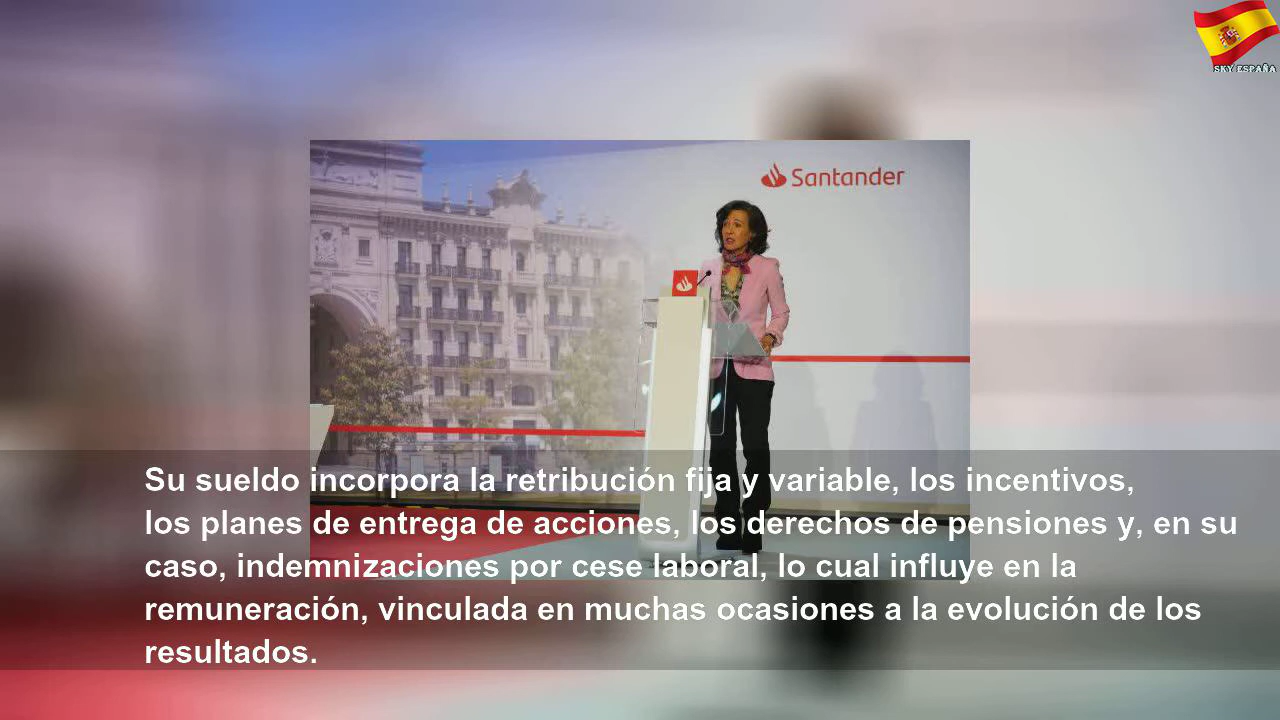 SKY ESPAÑA
Santander
Su sueldo incorpora la retribución fija y variable, los incentivos,
los planes de entrega de acciones, los derechos de pensiones y, en su
caso, indemnizaciones por cese laboral, lo cual influye en la
remuneración, vinculada en muchas ocasiones a la evolución de los
resultados.